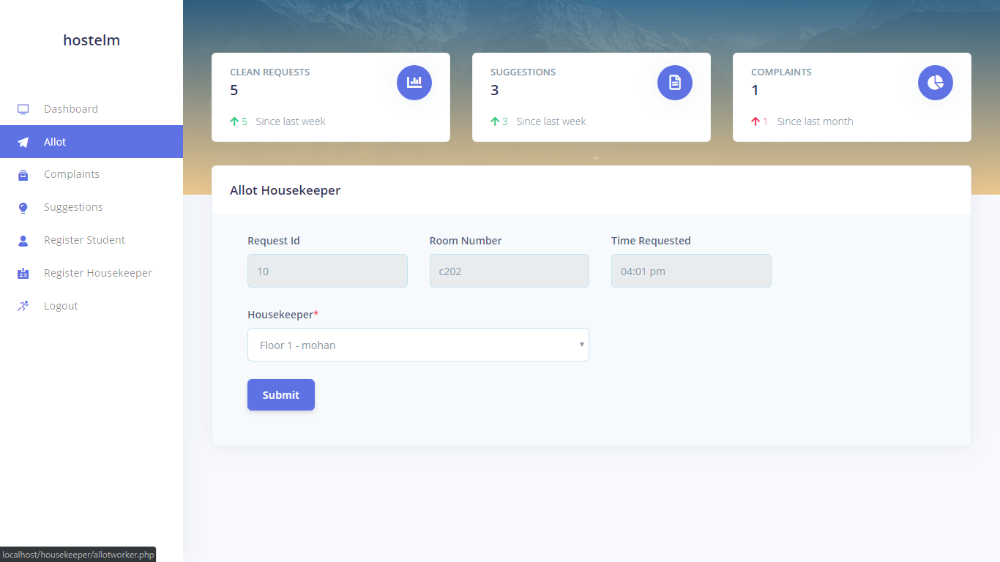 hostelm
Dashboard
Allot
Complaints
Suggestions
Register Student
Register Housekeeper
Logout
CLEAN REQUESTS
5
5 Since last week
SUGGESTIONS
3
3 Since last week
COMPLAINTS
1
1 Since last month
Allot Housekeeper
Request Id
10
Room Number
c202
Time Requested
04:01 pm
Housekeeper*
Floor 1 - mohan
Submit
localhost/housekeeper/allotworker.php